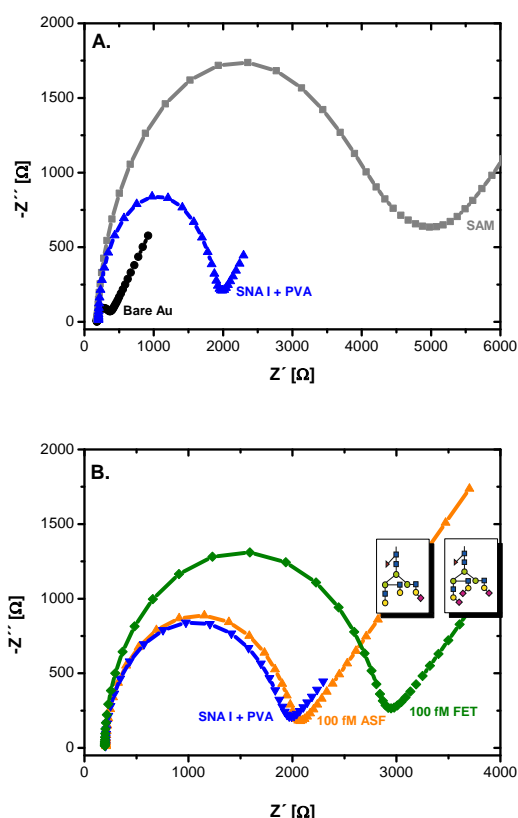 A.
2000
1500
1000
500
0
-Z´´ [Ω]
SAM
SNA I + PVA
Bare Au
0 1000 2000 3000 4000 5000 6000
Z´ [Ω]
B.
2000
1500
1000
500
0
-Z´´ [Ω]
SNA I + PVA
100 fM ASF
100 fM FET
0 1000 2000 3000 4000
Z´ [Ω]